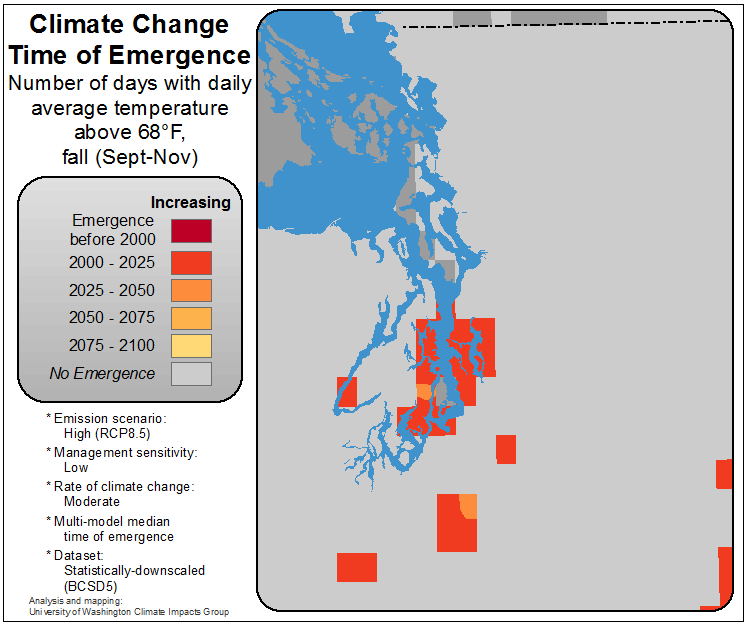 Climate Change
Time of Emergence
Number of days with daily
average temperature
above 68°F,
fall (Sept-Nov)
Increasing
Emergence
before 2000
2000 - 2025
2025 - 2050
2050 - 2075
2075 - 2100
No Emergence
* Emission scenario:
High (RCP8.5)
* Management sensitivity:
Low
* Rate of climate change:
Moderate
* Multi-model median
time of emergence
* Dataset:
Statistically-downscaled
(BCSD5)
Analysis and mapping:
University of Washington Climate Impacts Group